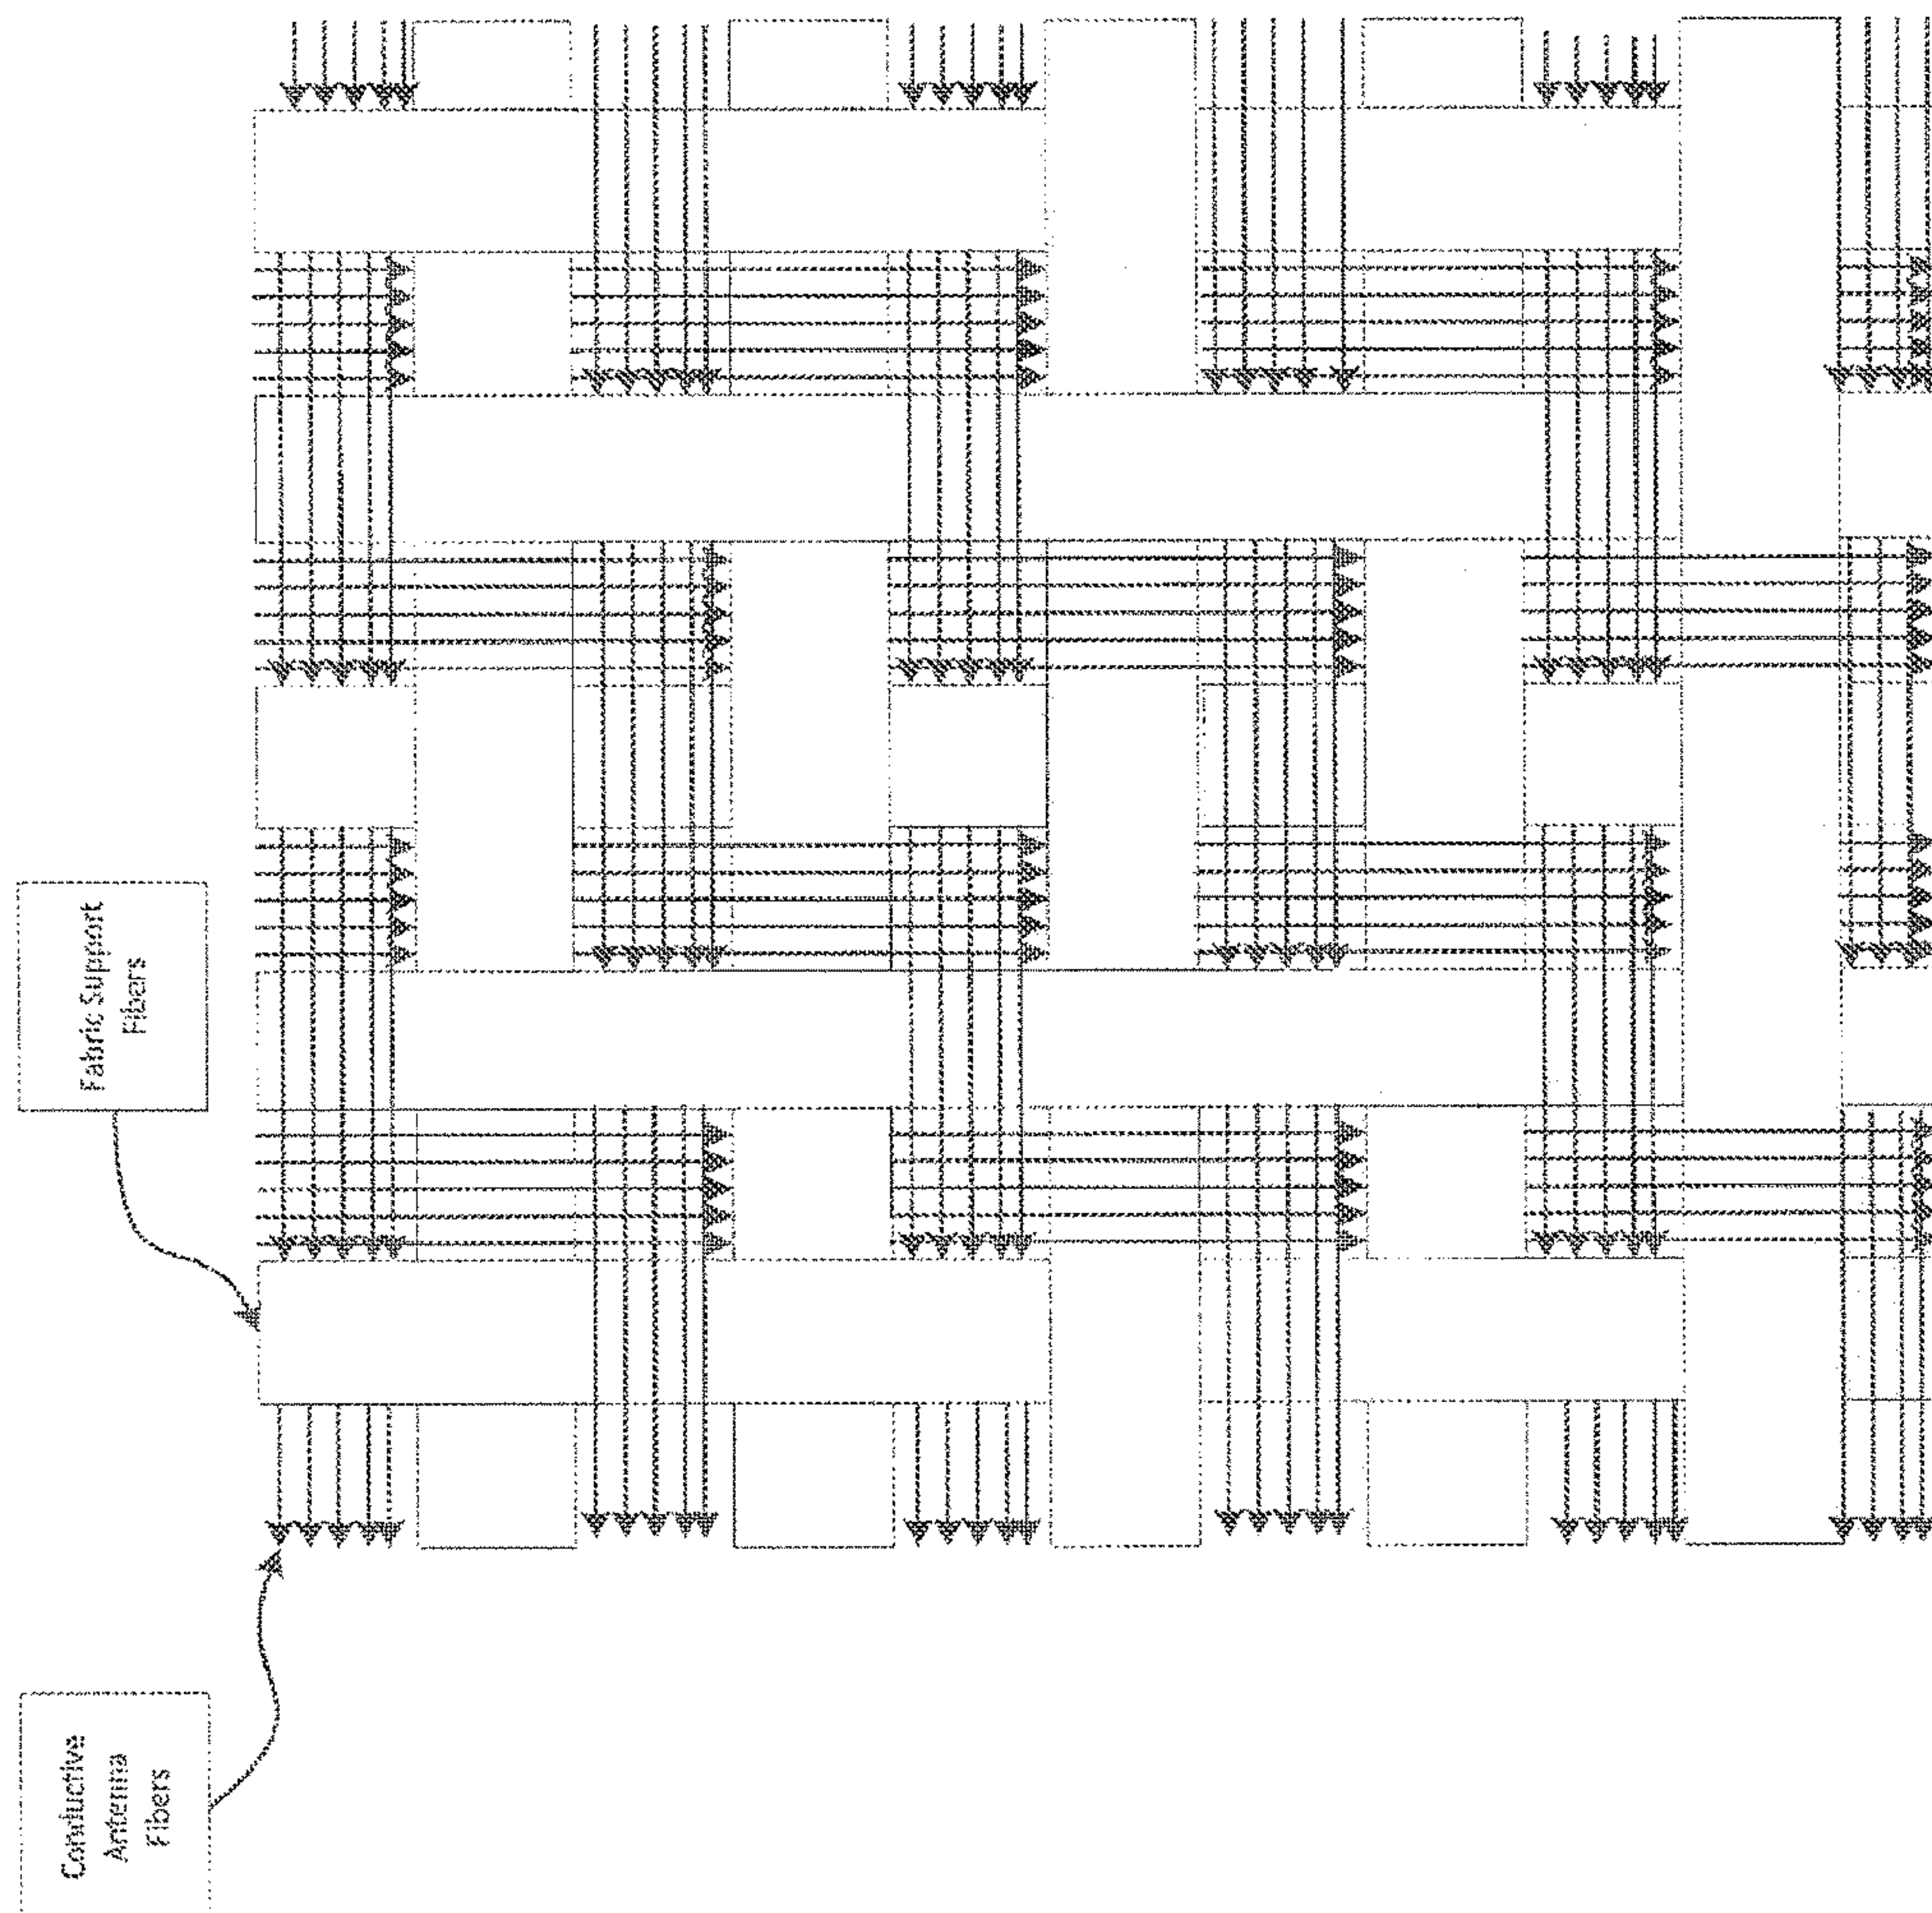 Fabric Support
Fibers
Conductive
Antenna
Fibers